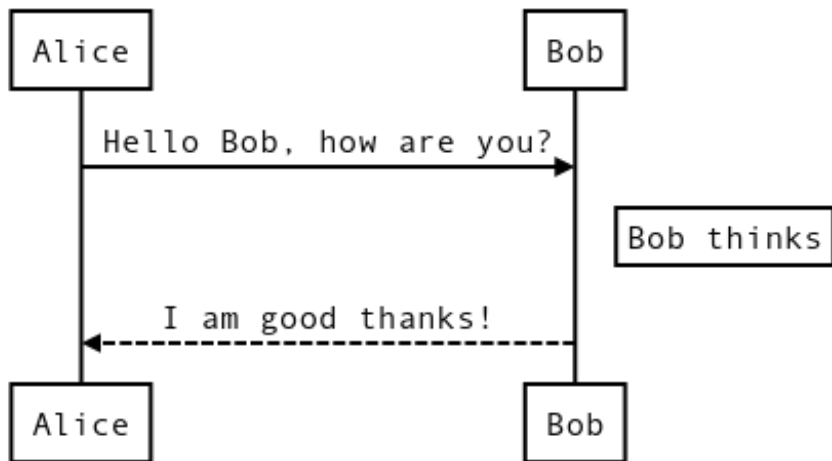 Alice
Bob
Hello Bob, how are you?
Bob thinks
I am good thanks!
Alice
Bob